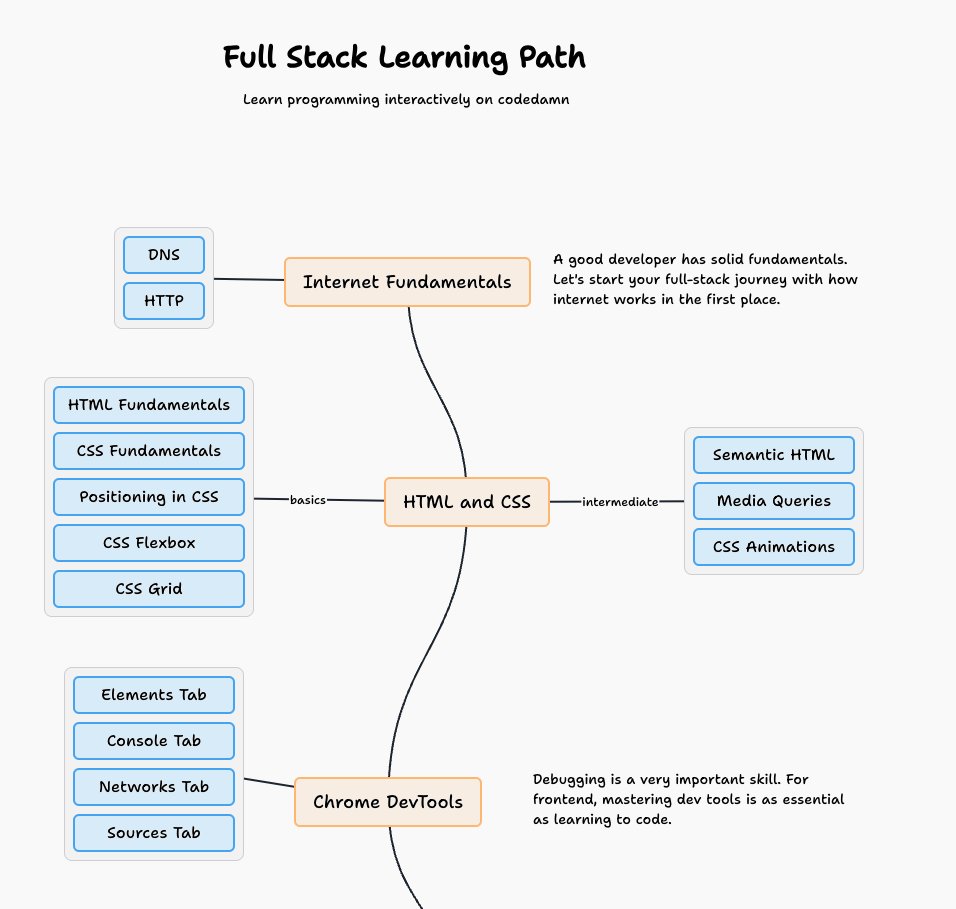 Full Stack Learning Path
Learn programming interactively on codedamn
DNS
HTTP
Internet Fundamentals
A good developer has solid fundamentals.
Let's start your full-stack journey with how
internet works in the first place.
HTML Fundamentals
CSS Fundamentals
Positioning in CSS
CSS Flexbox
CSS Grid
basics
HTML and CSS
intermediate
Semantic HTML
Media Queries
CSS Animations
Elements Tab
Console Tab
Networks Tab
Sources Tab
Chrome DevTools
Debugging is a very important skill. For
frontend, mastering dev tools is as essential
as learning to code.